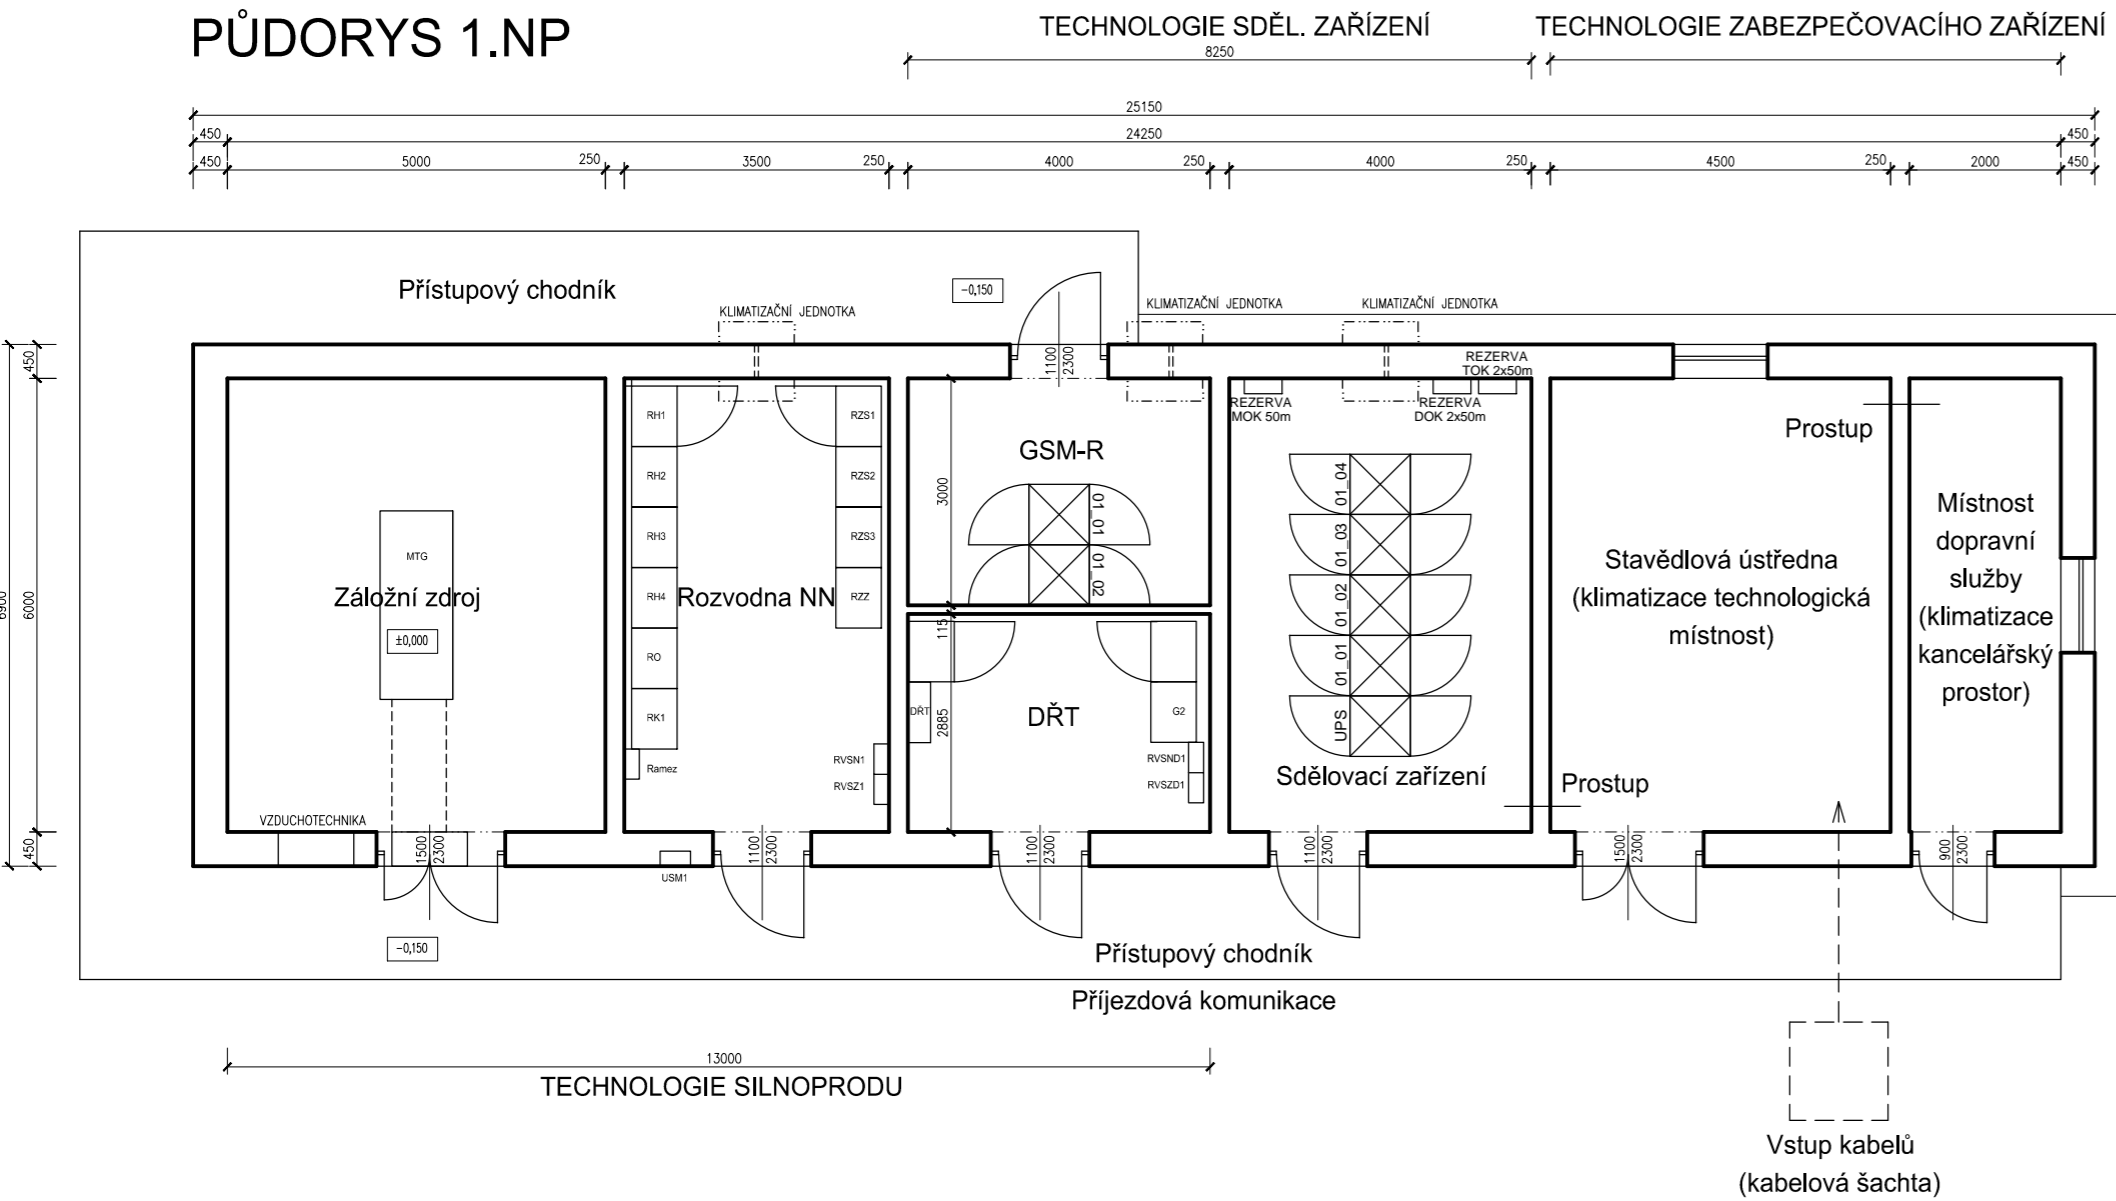 PŮDORYS 1.NP
TECHNOLOGIE SDĚL. ZAŘÍZENÍ
TECHNOLOGIE ZABEZPEČOVACÍHO ZAŘÍZENÍ
8250
25150
450
24250
450
450
5000
250
3500
250
4000
250
4000
250
4500
250
2000
450
Přístupový chodník
-0,150
KLIMATIZAČNÍ JEDNOTKA
KLIMATIZAČNÍ JEDNOTKA
KLIMATIZAČNÍ JEDNOTKA
450
6000
450
6900
1100
2300
REZERVA
TOK 2x50m
REZERVA
MOK 50m
REZERVA
DOK 2x50m
RH1
RH2
RH3
RH4
RO
RK1
Ramez
RZS1
RZS2
RZS3
RZZ
RVSN1
RVSZ1
MTG
Záložní zdroj
±0,000
Rozvodna NN
GSM-R
3000
01_01
01_02
115
2885
DŘT
DŘT
G2
RVSND1
RVSZD1
01_04
01_03
01_02
01_01
UPS
Sdělovací zařízení
Prostup
Prostup
Stavědlová ústředna
(klimatizace technologická
místnost)
Místnost
dopravní
služby
(klimatizace
kancelářský
prostor)
VZDUCHOTECHNIKA
1500
2300
USM1
1100
2300
1100
2300
1100
2300
1500
2300
900
2300
-0,150
Přístupový chodník
Příjezdová komunikace
13000
TECHNOLOGIE SILNOPRODU
Vstup kabelů
(kabelová šachta)